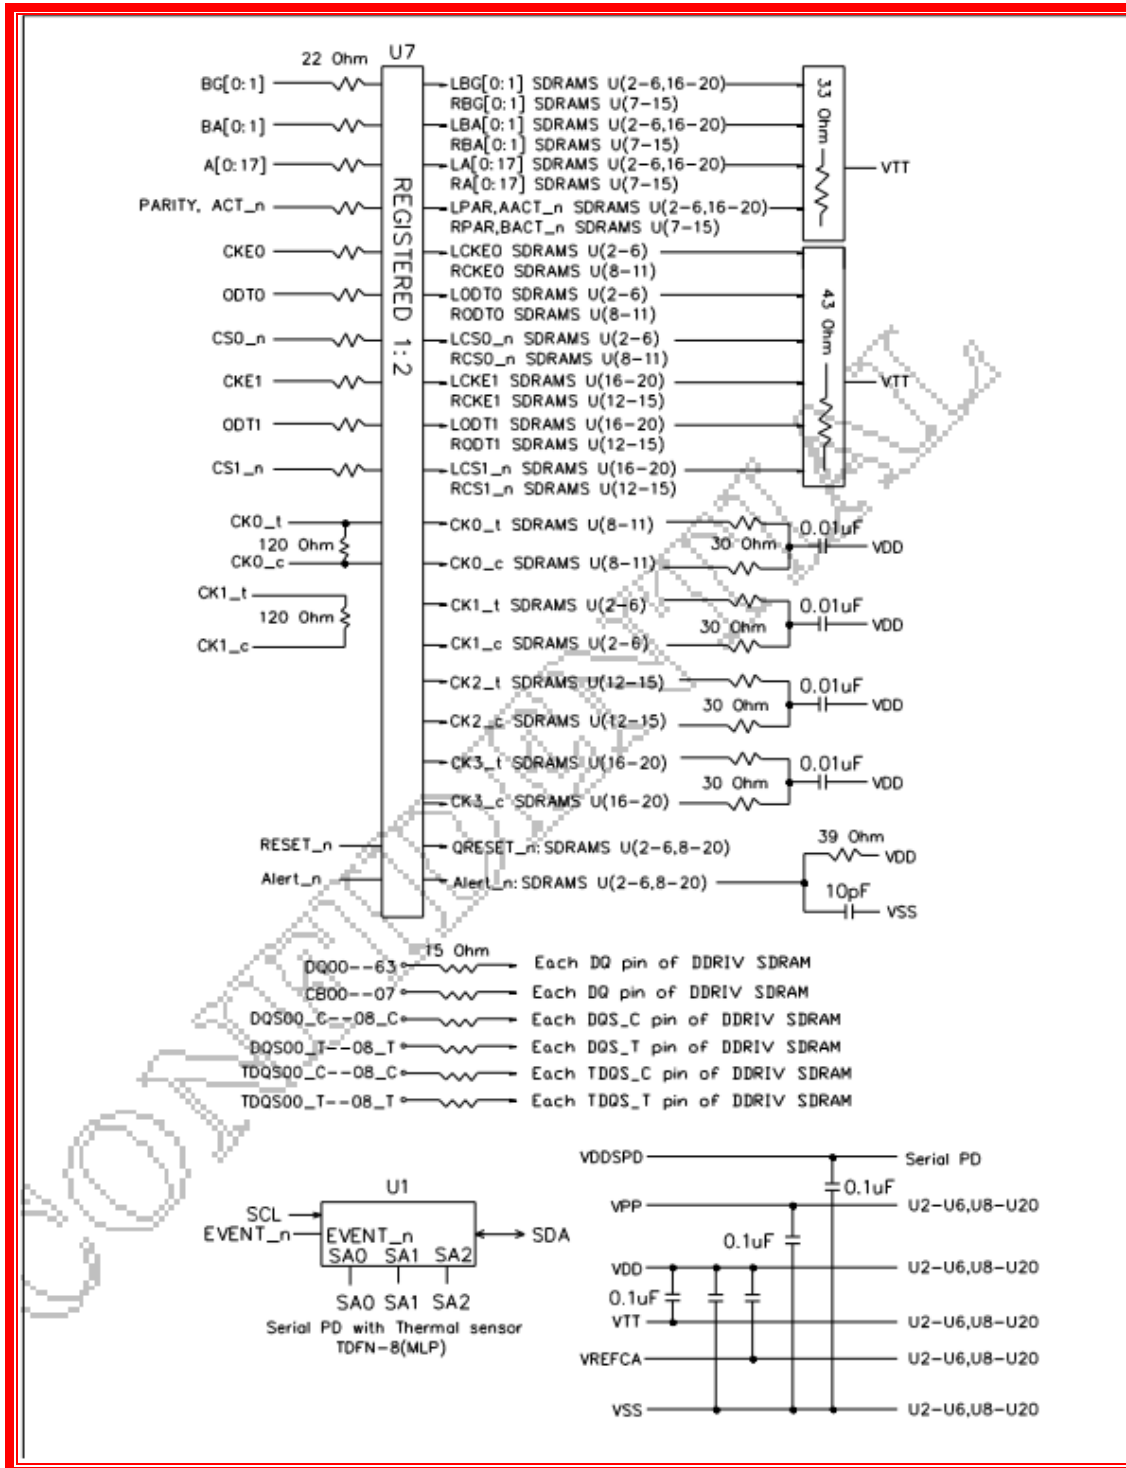 22 Ohm U7
BG[0:1] LBG[0:1] SDRAMS U(2-6,16-20)
RBG[0:1] SDRAMS U(7-15)
BA[0:1] LBA[0:1] SDRAMS U(2-6,16-20)
RBA[0:1] SDRAMS U(7-15)
A[0:17] LA[0:17] SDRAMS U(2-6,16-20)
RA[0:17] SDRAMS U(7-15)
PARITY, ACT_n LPAR,AACT_n SDRAMS U(2-6,16-20)
RPAR,BACT_n SDRAMS U(7-15)
33 Ohm
VTT
REGISTERED 1:2
CKE0 LCKE0 SDRAMS U(2-6)
RCKE0 SDRAMS U(8-11)
ODT0 LODT0 SDRAMS U(2-6)
RODT0 SDRAMS U(8-11)
CS0_n LCS0_n SDRAMS U(2-6)
RCS0_n SDRAMS U(8-11)
CKE1 LCKE1 SDRAMS U(16-20)
RCKE1 SDRAMS U(12-15)
ODT1 LODT1 SDRAMS U(16-20)
RODT1 SDRAMS U(12-15)
CS1_n LCS1_n SDRAMS U(16-20)
RCS1_n SDRAMS U(12-15)
43 Ohm
VTT
CK0_t CK0_t SDRAMS U(8-11) 0.01uF
120 Ohm 30 Ohm VDD
CK0_c CK0_c SDRAMS U(8-11)
CK1_t CK1_t SDRAMS U(2-6) 0.01uF
120 Ohm 30 Ohm VDD
CK1_c CK1_c SDRAMS U(2-6)
CK2_t SDRAMS U(12-15) 0.01uF
30 Ohm VDD
CK2_c SDRAMS U(12-15)
CK3_t SDRAMS U(16-20) 0.01uF
30 Ohm VDD
CK3_c SDRAMS U(16-20)
39 Ohm
RESET_n QRESET_n: SDRAMS U(2-6,8-20) VDD
Alert_n Alert_n: SDRAMS U(2-6,8-20)
10pF
VSS
15 Ohm
DQ00--63 Each DQ pin of DDRIV SDRAM
CB00--07 Each DQ pin of DDRIV SDRAM
DQS00_C--08_C Each DQS_C pin of DDRIV SDRAM
DQS00_T--08_T Each DQS_T pin of DDRIV SDRAM
TDQS00_C--08_C Each TDQS_C pin of DDRIV SDRAM
TDQS00_T--08_T Each TDQS_T pin of DDRIV SDRAM
U1
SCL
EVENT_n EVENT_n SDA
SA0 SA1 SA2
SA0 SA1 SA2
Serial PD with Thermal sensor
TDFN-8(MLP)
VDDSPD Serial PD
0.1uF
VPP U2-U6,U8-U20
0.1uF
VDD U2-U6,U8-U20
0.1uF
VTT U2-U6,U8-U20
VREFCA U2-U6,U8-U20
VSS U2-U6,U8-U20
CONFIDENTIAL